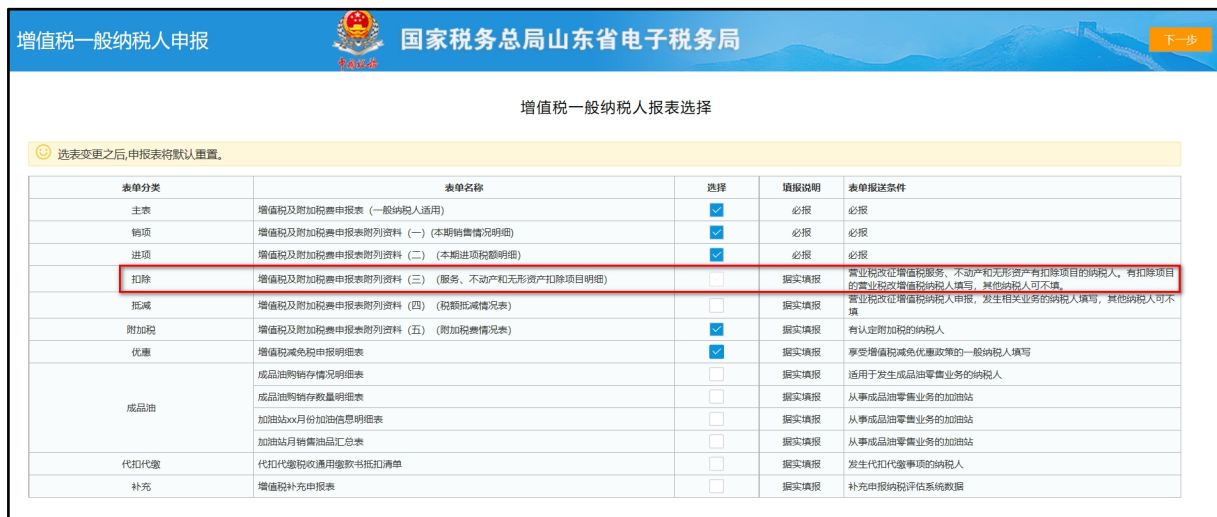 增值税一般纳税人申报
国家税务总局山东省电子税务局
中国税务
下一步
增值税一般纳税人报表选择
选表变更之后,申报表将默认重置。
表单分类 表单名称 选择 填报说明 表单报送条件
主表 增值税及附加税费申报表（一般纳税人适用） 必报 必报
销项 增值税及附加税费申报表附列资料（一）(本期销售情况明细) 必报 必报
进项 增值税及附加税费申报表附列资料（二）（本期进项税额明细） 必报 必报
扣除 增值税及附加税费申报表附列资料（三）（服务、不动产和无形资产扣除项目明细） 据实填报 营业税改征增值税服务、不动产和无形资产有扣除项目的纳税人。有扣除项目
的营业税改增值税纳税人填写，其他纳税人可不填。
抵减 增值税及附加税费申报表附列资料（四）（税额抵减情况表） 据实填报 营业税改征增值税纳税人申报，发生相关业务的纳税人填写，其他纳税人可不
填
附加税 增值税及附加税费申报表附列资料（五）（附加税费情况表） 据实填报 有认定附加税的纳税人
优惠 增值税减免税申报明细表 据实填报 享受增值税减免优惠政策的一般纳税人填写
成品油 成品油购销存情况明细表 据实填报 适用于发生成品油零售业务的纳税人
成品油购销存数量明细表 据实填报 从事成品油零售业务的加油站
加油站xx月份加油信息明细表 据实填报 从事成品油零售业务的加油站
加油站月销售油品汇总表 据实填报 从事成品油零售业务的加油站
代扣代缴 代扣代缴税收通用缴款书抵扣清单 据实填报 发生代扣代缴事项的纳税人
补充 增值税补充申报表 据实填报 补充申报纳税评估系统数据